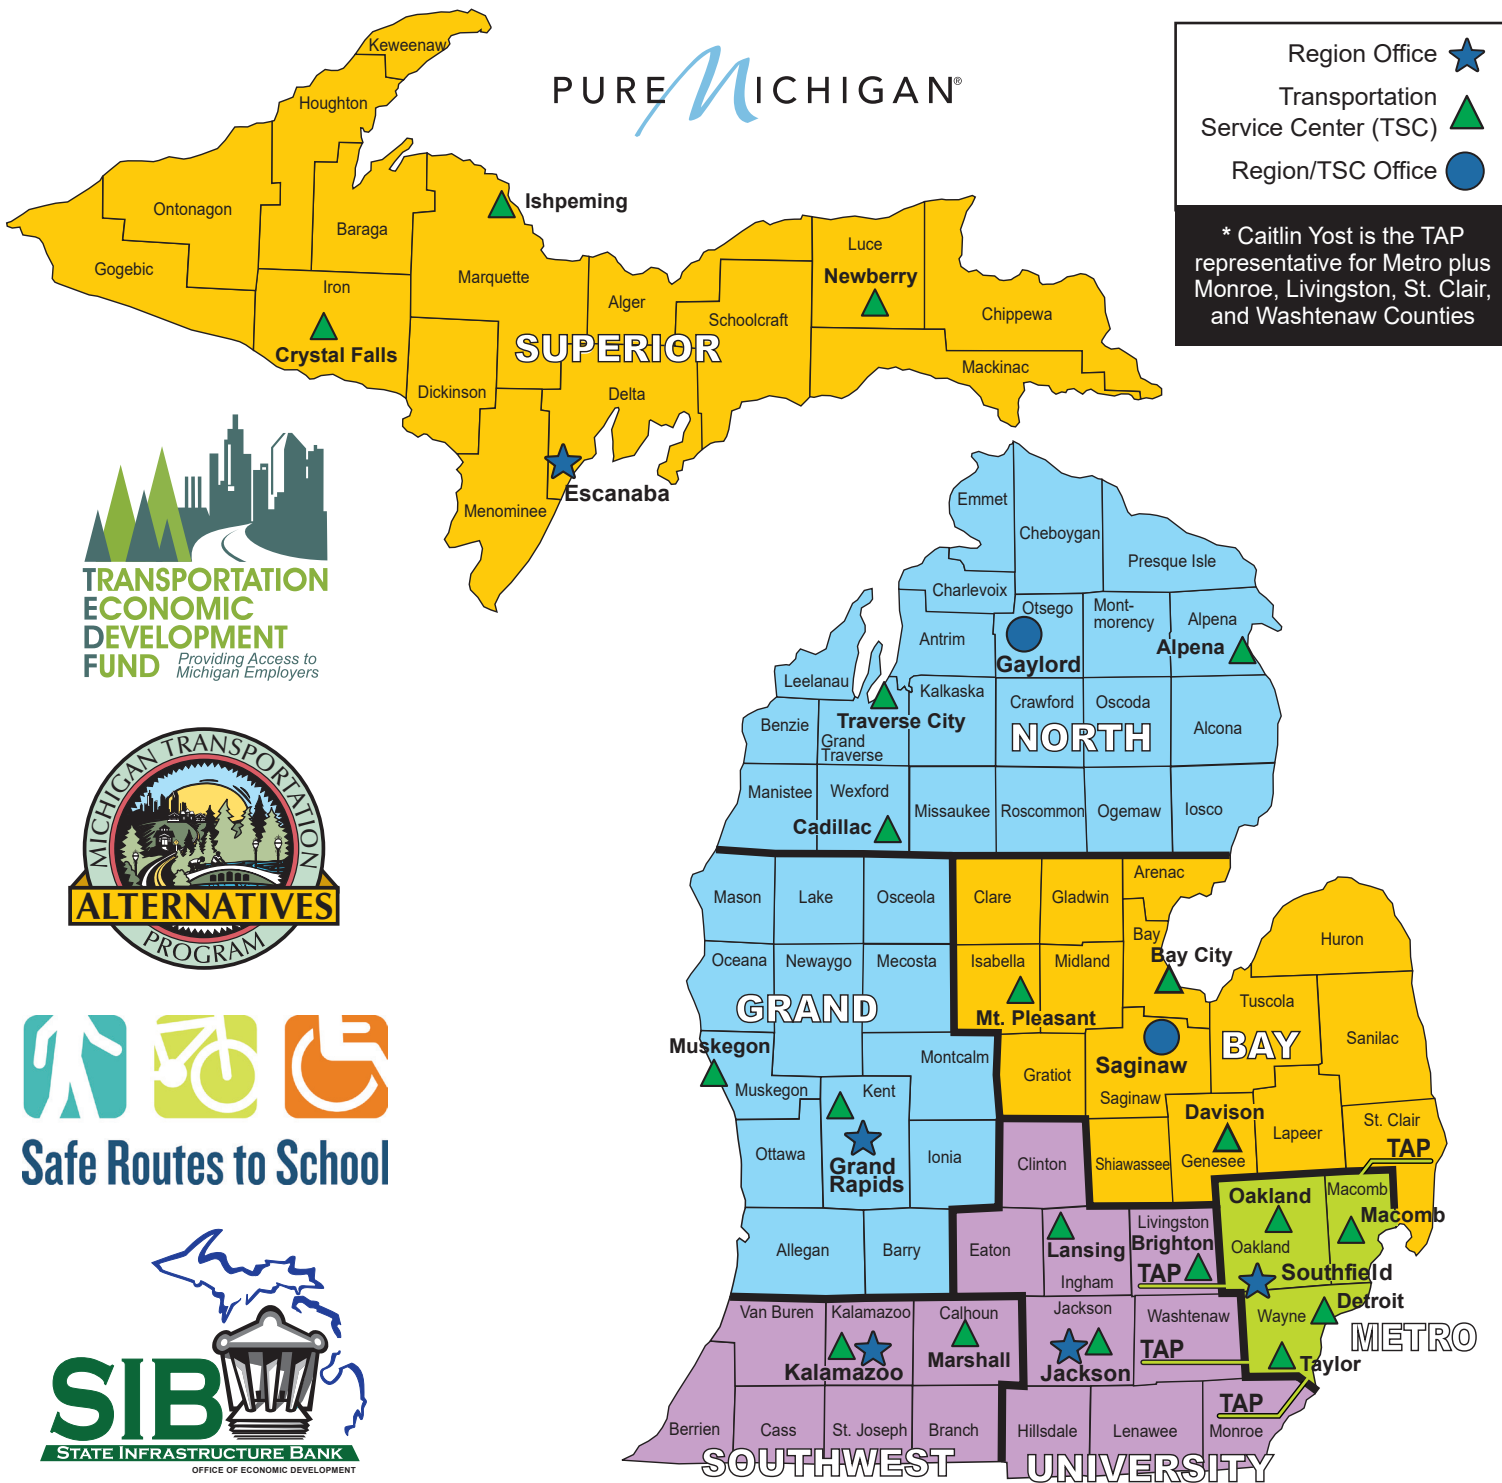 PURE MICHIGAN®
Region Office
Transportation
Service Center (TSC)
Region/TSC Office
* Caitlin Yost is the TAP
representative for Metro plus
Monroe, Livingston, St. Clair,
and Washtenaw Counties
Keweenaw
Houghton
Ontonagon
Baraga
Gogebic
Iron
Crystal Falls
Ishpeming
Marquette
Alger
SUPERIOR
Schoolcraft
Luce
Newberry
Chippewa
Mackinac
Dickinson
Delta
Escanaba
Menominee
TRANSPORTATION
ECONOMIC
DEVELOPMENT
FUND
Providing Access to
Michigan Employers
Emmet
Cheboygan
Presque Isle
Charlevoix
Otsego
Mont-
morency
Alpena
Alpena
Antrim
Gaylord
Leelanau
Kalkaska
Crawford
Oscoda
Traverse City
Benzie
Grand
Traverse
NORTH
Alcona
Manistee
Wexford
Missaukee
Roscommon
Ogemaw
Iosco
Cadillac
MICHIGAN TRANSPORTATION
ALTERNATIVES
PROGRAM
Mason
Lake
Osceola
Clare
Gladwin
Arenac
Bay
Bay City
Huron
Oceana
Newaygo
Mecosta
Isabella
Midland
GRAND
Mt. Pleasant
Tuscola
BAY
Sanilac
Muskegon
Muskegon
Montcalm
Gratiot
Saginaw
Saginaw
Kent
Davison
Lapeer
St. Clair
TAP
Ottawa
Grand
Rapids
Ionia
Clinton
Shiawassee
Genesee
Safe Routes to School
Oakland
Macomb
Macomb
Allegan
Barry
Eaton
Lansing
Ingham
Livingston
Brighton
TAP
Oakland
Southfield
Van Buren
Kalamazoo
Calhoun
Jackson
Washtenaw
Wayne
Detroit
METRO
Kalamazoo
Marshall
Jackson
TAP
Taylor
TAP
Berrien
Cass
St. Joseph
Branch
Hillsdale
Lenawee
Monroe
SOUTHWEST
UNIVERSITY
SIB
STATE INFRASTRUCTURE BANK
OFFICE OF ECONOMIC DEVELOPMENT